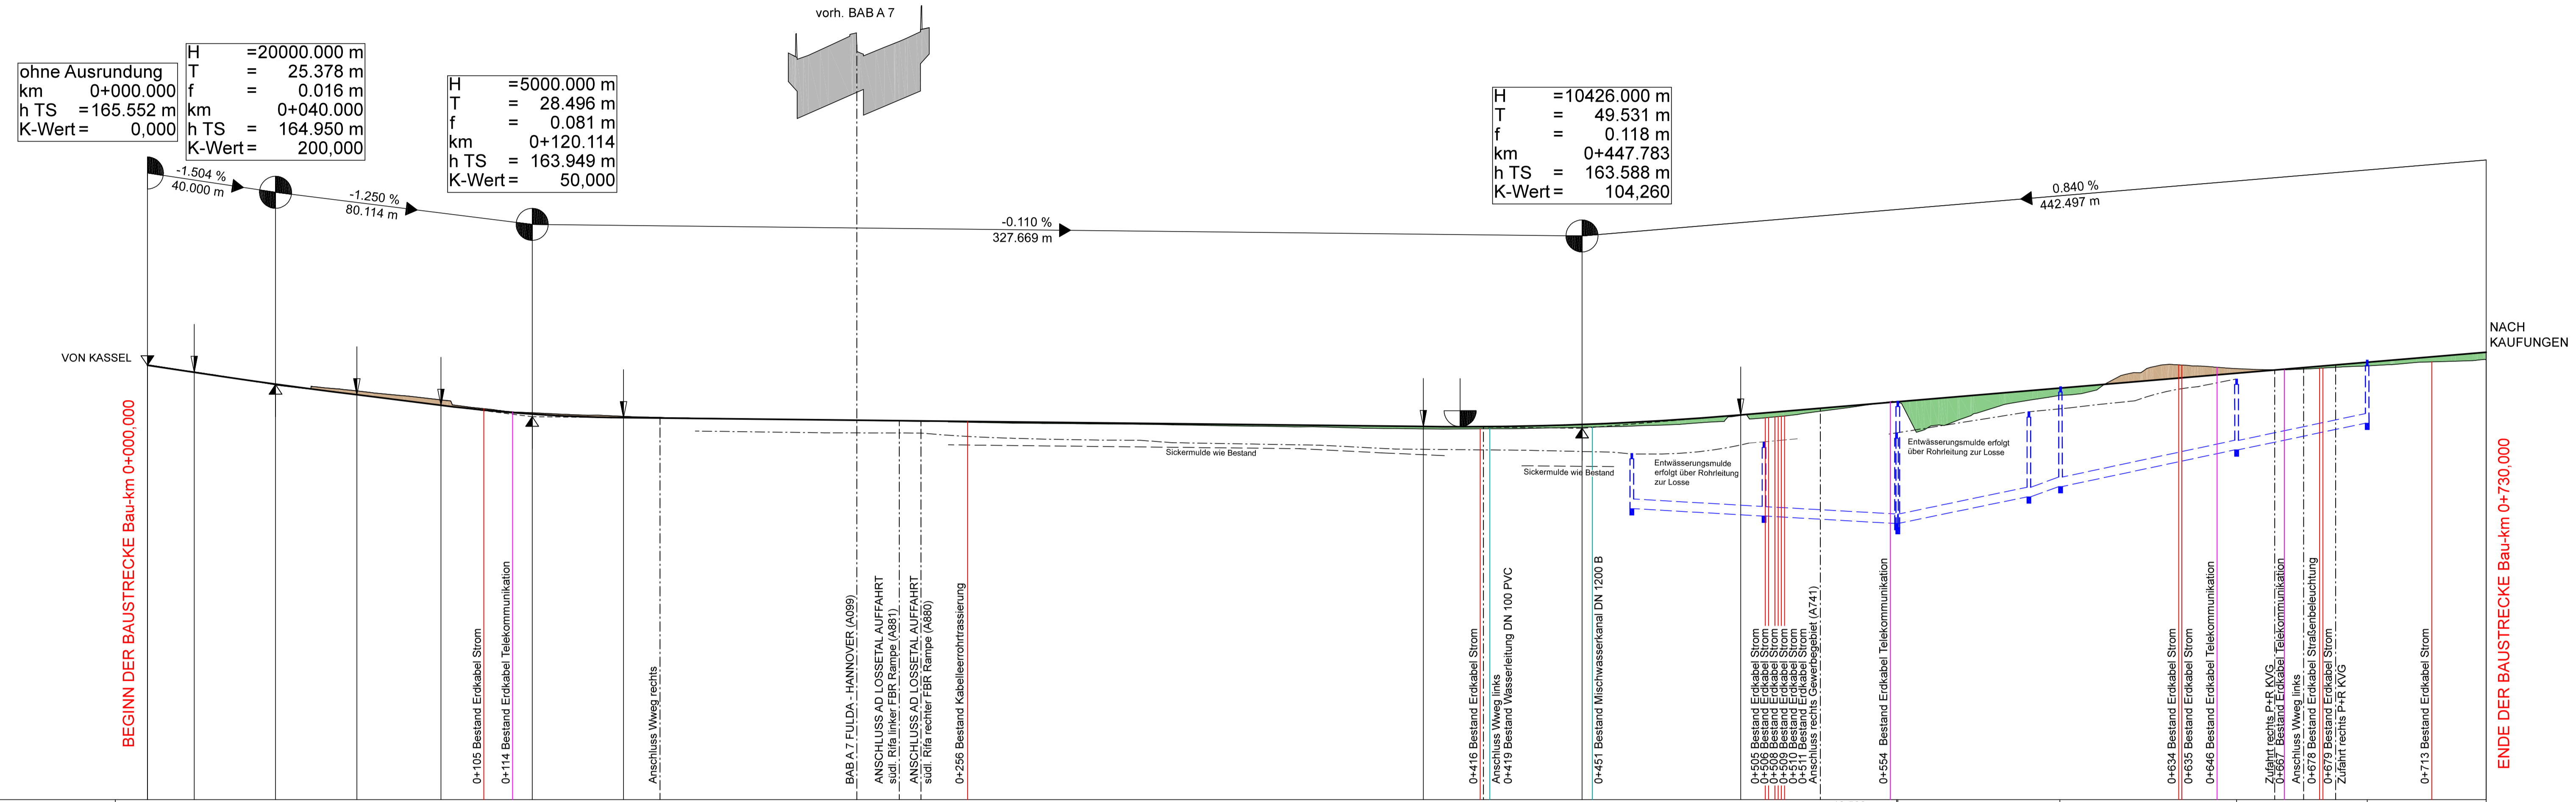 vorh. BAB A 7
ohne Ausrundung
km 0+000.000
h TS =165.552 m
K-Wert= 0,000
H =20000.000 m
T = 25.378 m
f = 0.016 m
km 0+040.000
h TS = 164.950 m
K-Wert= 200,000
H =5000.000 m
T = 28.496 m
f = 0.081 m
km 0+120.114
h TS = 163.949 m
K-Wert= 50,000
H =10426.000 m
T = 49.531 m
f = 0.118 m
km 0+447.783
h TS = 163.588 m
K-Wert= 104,260
-1.504 %
40.000 m
-1.250 %
80.114 m
-0.110 %
327.669 m
0.840 %
442.497 m
VON KASSEL
NACH
KAUFUNGEN
Sickermulde wie Bestand
Sickermulde wie Bestand
Entwässerungsmulde
erfolgt über Rohrleitung
zur Losse
Entwässerungsmulde erfolgt
über Rohrleitung zur Losse
BEGINN DER BAUSTRECKE Bau-km 0+000,000
0+105 Bestand Erdkabel Strom
0+114 Bestand Erdkabel Telekommunikation
Anschluss Wweg rechts
BAB A 7 FULDA - HANNOVER (A099)
ANSCHLUSS AD LOSSETAL AUFFAHRT
südl. Rifa linker FBR Rampe (A881)
ANSCHLUSS AD LOSSETAL AUFFAHRT
südl. Rifa rechter FBR Rampe (A880)
0+256 Bestand Kabelleerrohrtrassierung
0+416 Bestand Erdkabel Strom
Anschluss Wweg links
0+419 Bestand Wasserleitung DN 100 PVC
0+451 Bestand Mischwasserkanal DN 1200 B
0+505 Bestand Erdkabel Strom
0+506 Bestand Erdkabel Strom
0+508 Bestand Erdkabel Strom
0+509 Bestand Erdkabel Strom
0+510 Bestand Erdkabel Strom
0+511 Bestand Erdkabel Strom
Anschluss rechts Gewerbegebiet (A741)
0+554 Bestand Erdkabel Telekommunikation
0+634 Bestand Erdkabel Strom
0+635 Bestand Erdkabel Strom
0+646 Bestand Erdkabel Telekommunikation
Zufahrt rechts P+R KVG
0+667 Bestand Erdkabel Telekommunikation
Anschluss Wweg links
0+678 Bestand Erdkabel Straßenbeleuchtung
0+679 Bestand Erdkabel Strom
Zufahrt rechts P+R KVG
0+713 Bestand Erdkabel Strom
ENDE DER BAUSTRECKE Bau-km 0+730,000